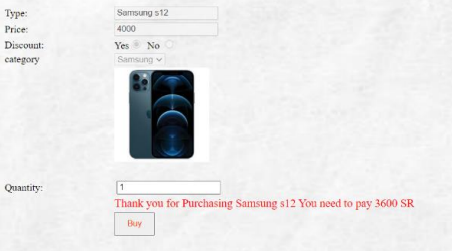 Type: Samsung s12
Price: 4000
Discount: Yes No
category Samsung
Quantity: 1
Thank you for Purchasing Samsung s12 You need to pay 3600 SR
Buy